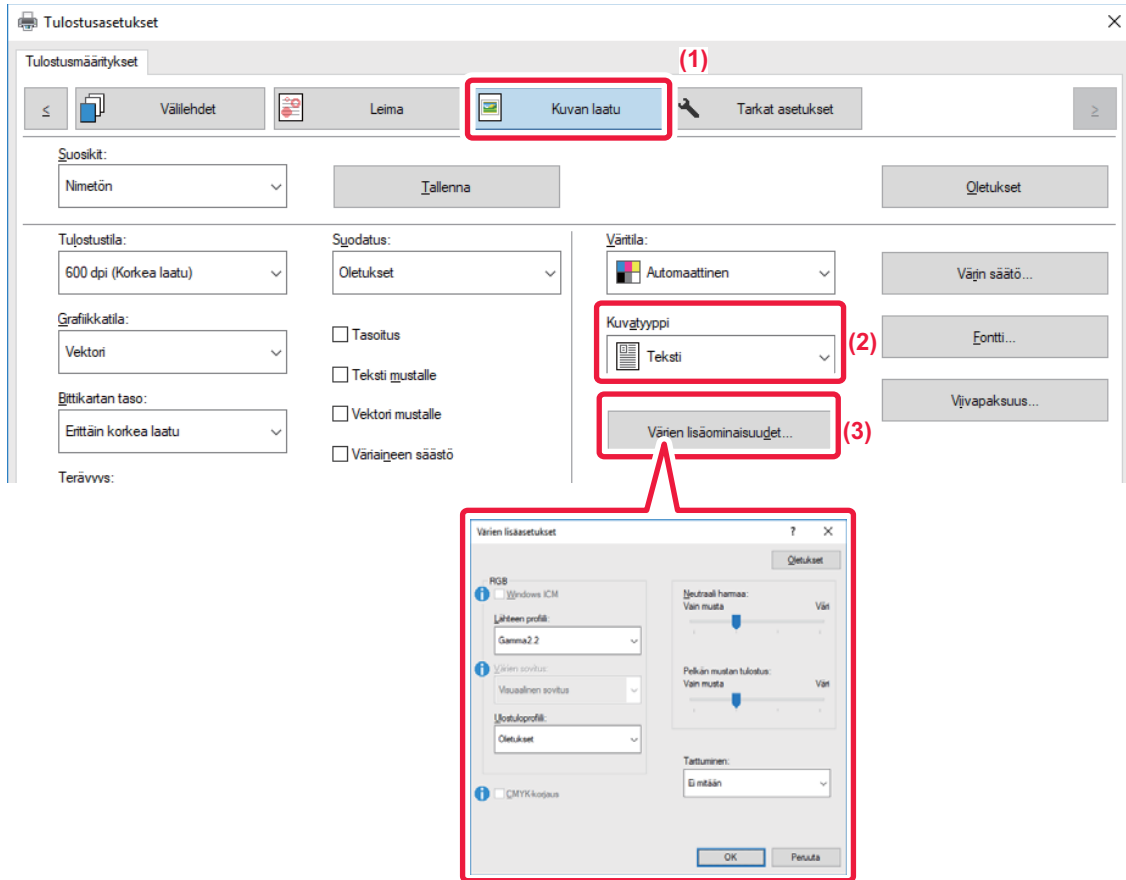 Tulostusasetukset
Tulostusmääritykset
(1)
≤ Välilehdet Leima Kuvan laatu Tarkat asetukset ≥
Suosikit:
Nimetön Tallenna Oletukset
Tulostustila: Suodatus: Väritila:
600 dpi (Korkea laatu) Oletukset Automaattinen Värin säätö...
Grafiikkatila: Tasoitus Kuvatyyppi
Vektori Teksti (2) Fontti...
Teksti mustalle
Bittikartan taso: Vektori mustalle Viivapaksuus...
Erittäin korkea laatu Värien lisäominaisuudet... (3)
Väriaineen säästö
Terävyys:
Värien lisäasetukset ? ×
Oletukset
RGB
Windows ICM
Lähteen profiili:
Gamma2.2
Värien sovitus:
Visuaalinen sovitus
Ulostuloprofiili:
Oletukset
CMYK-korjaus
Neutraali harmaa:
Vain musta Väri
Pelkän mustan tulostus:
Vain musta Väri
Tarttuminen:
Ei mitään
OK Peruuta